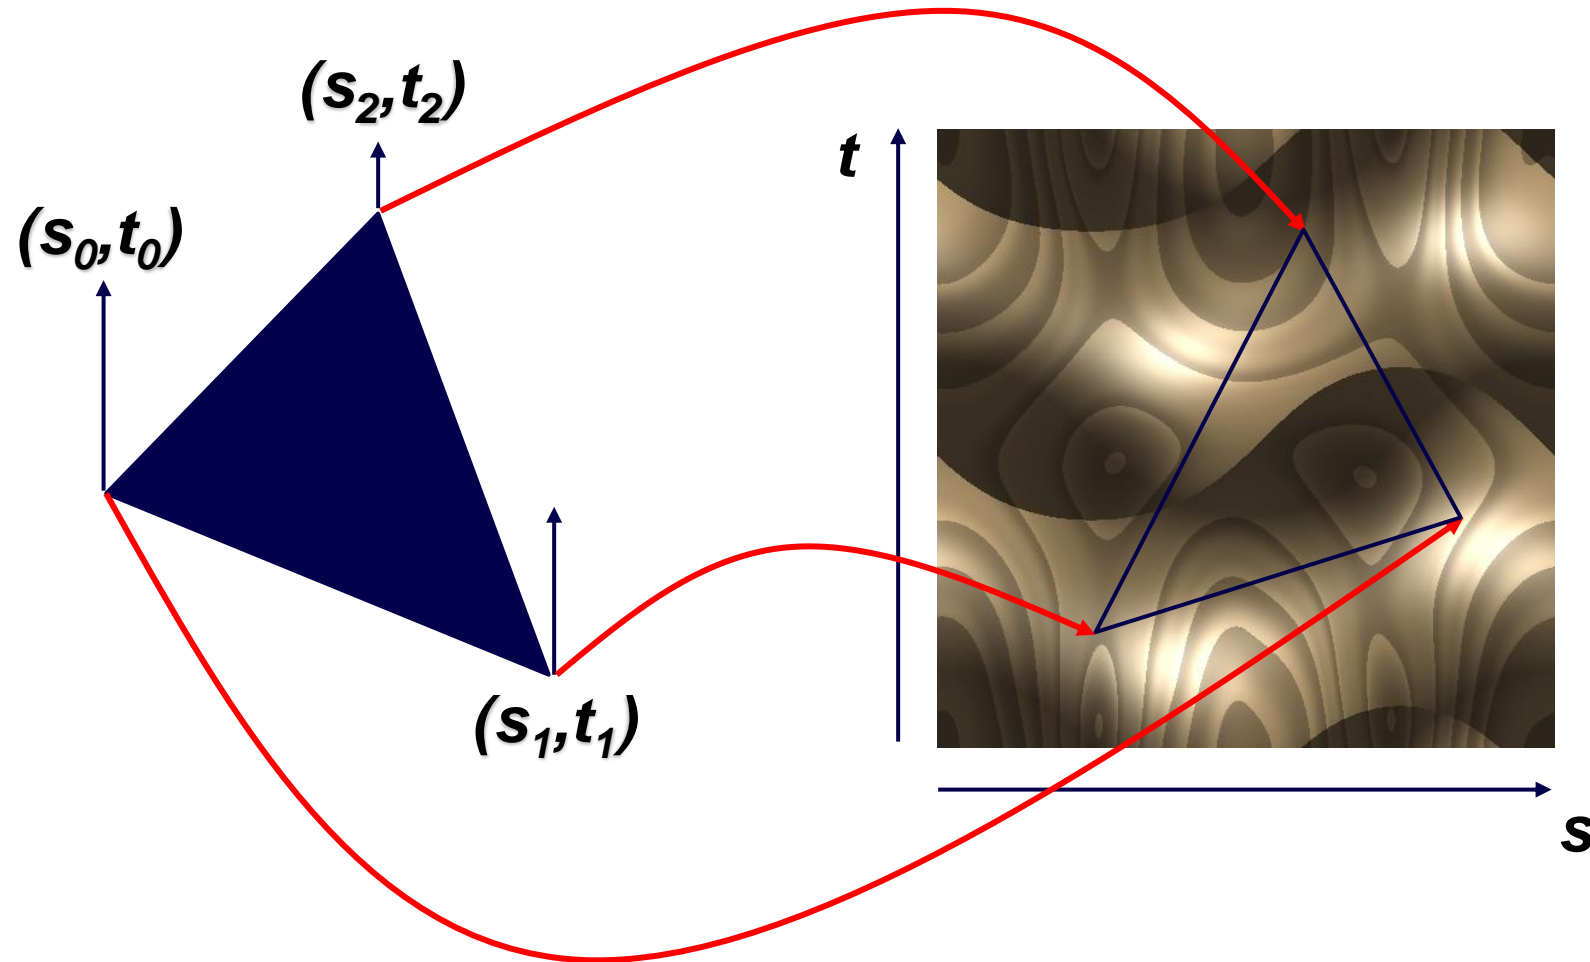 (s₂,t₂)
t
(s₀,t₀)
(s₁,t₁)
s